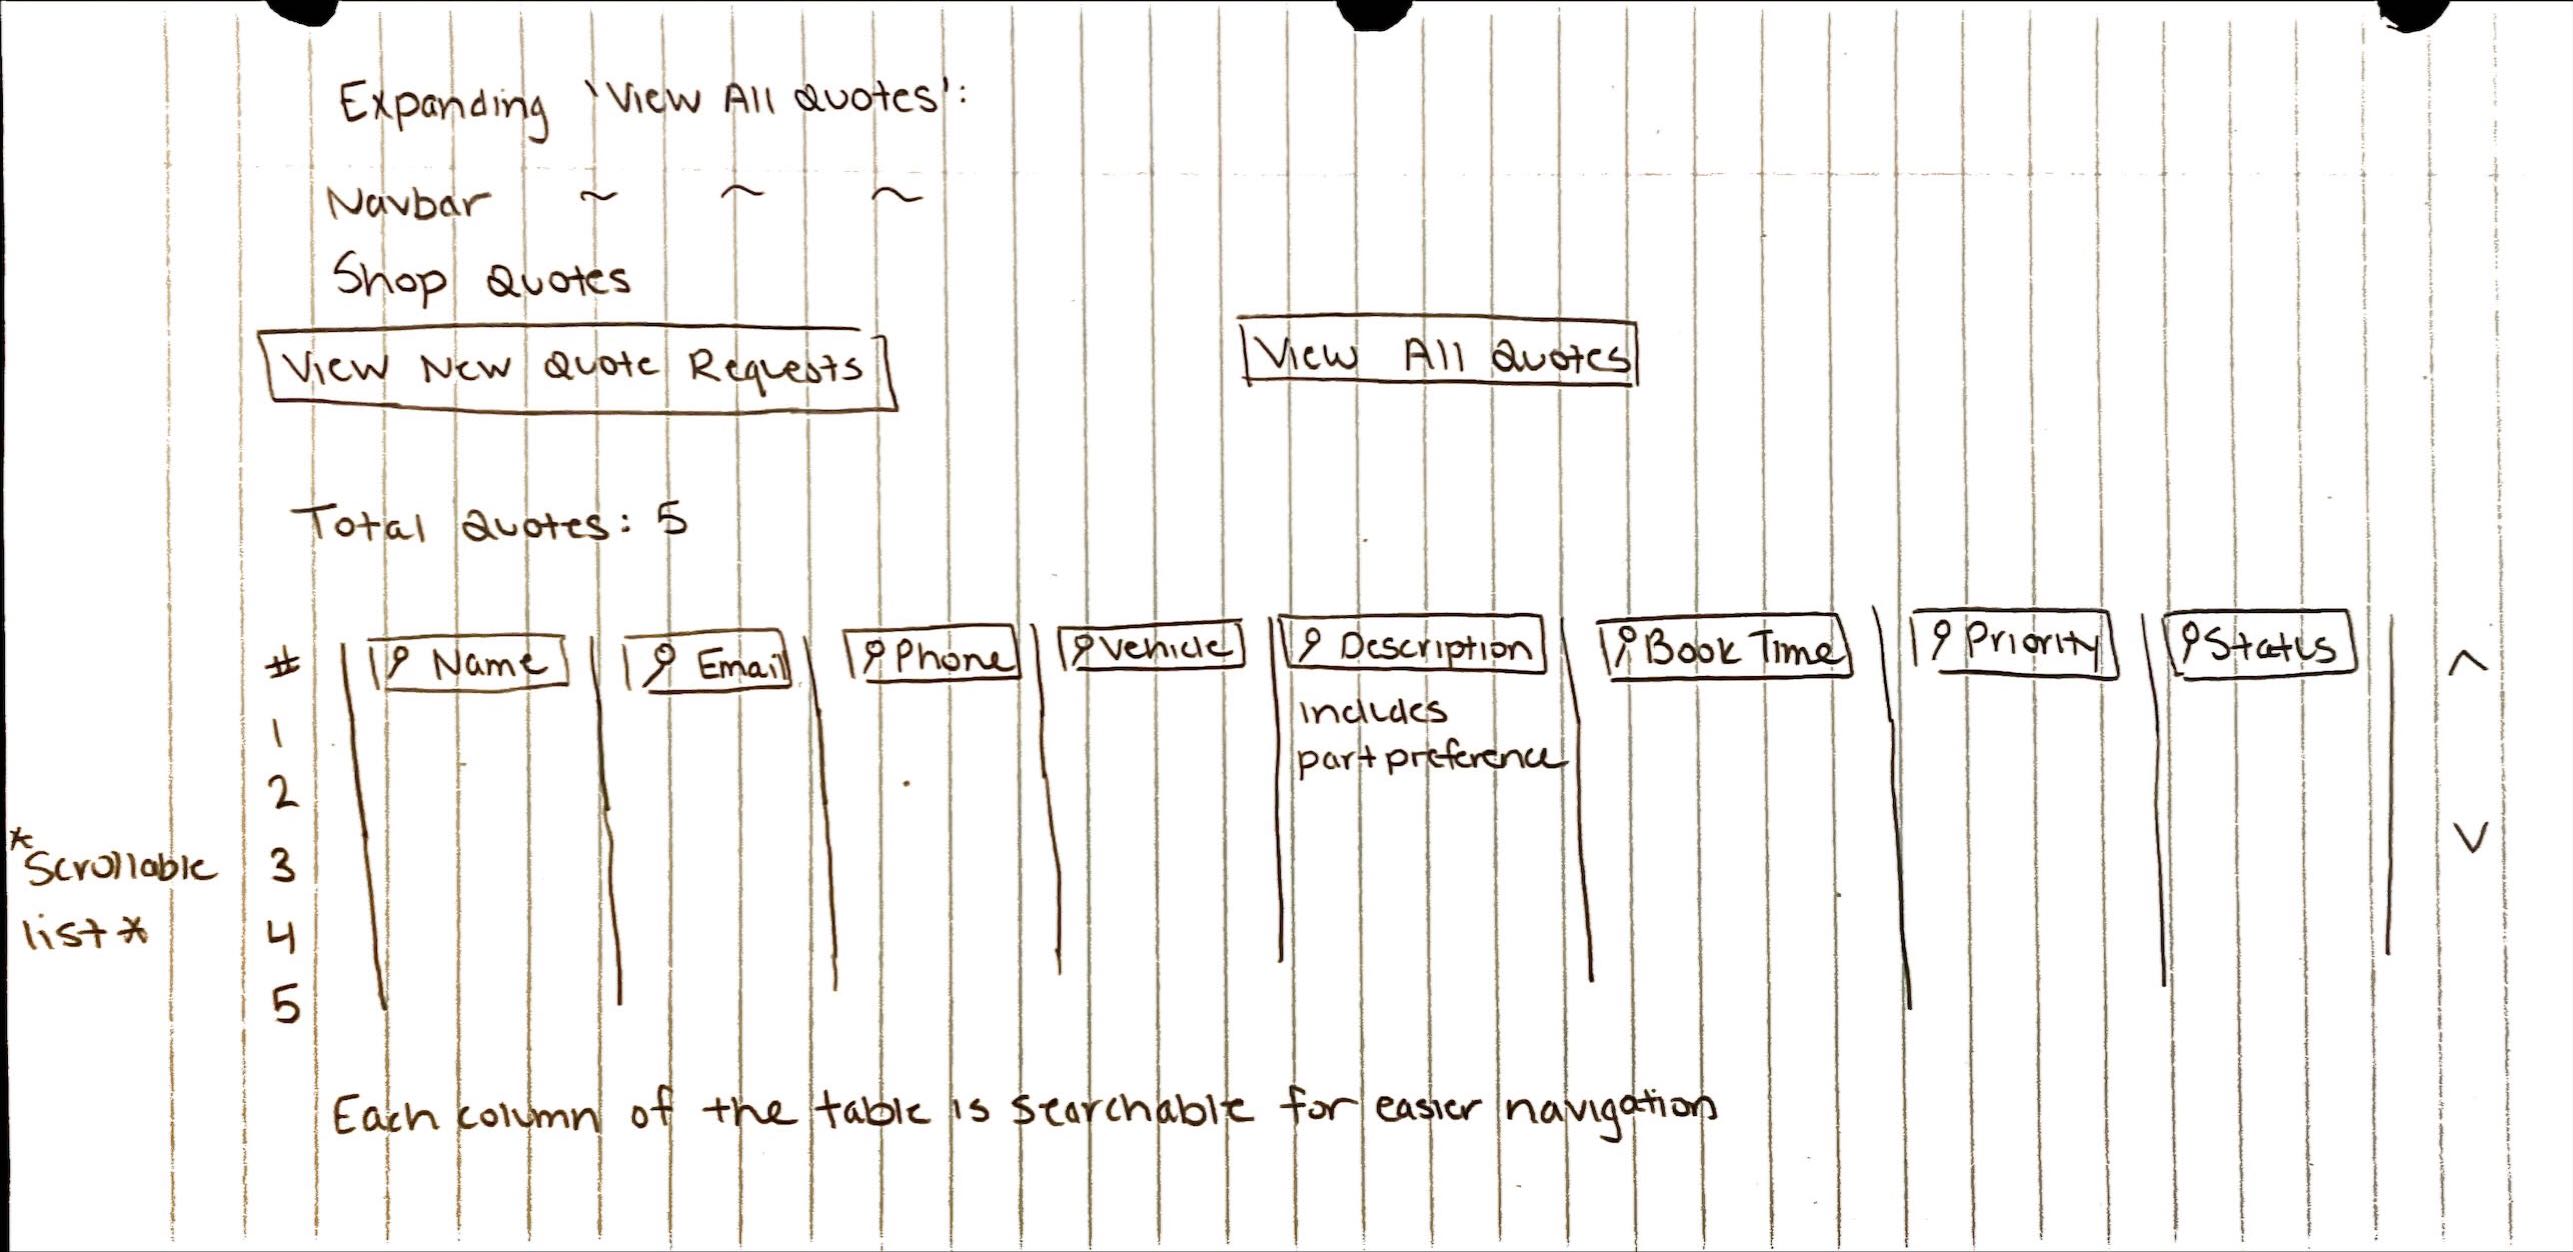 Expanding 'View All Quotes':
Navbar ~ ~ ~
Shop Quotes
View New Quote Requests View All Quotes
Total Quotes: 5
# Name Email Phone Vehicle Description Book Time Priority Status ^
includes
1
part preference
2
*Scrollable 3 v
list* 4
5
Each column of the table is searchable for easier navigation